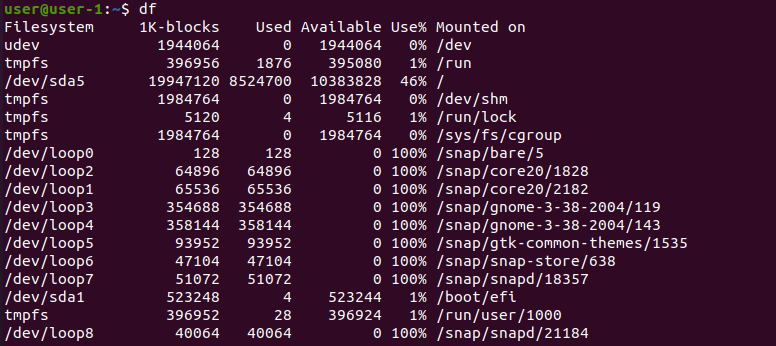 user@user-1:~$ df
Filesystem     1K-blocks    Used Available Use% Mounted on
udev             1944064       0   1944064   0% /dev
tmpfs             396956    1876    395080   1% /run
/dev/sda5       19947120 8524700  10383828  46% /
tmpfs            1984764       0   1984764   0% /dev/shm
tmpfs               5120       4      5116   1% /run/lock
tmpfs            1984764       0   1984764   0% /sys/fs/cgroup
/dev/loop0           128     128         0 100% /snap/bare/5
/dev/loop2         64896   64896         0 100% /snap/core20/1828
/dev/loop1         65536   65536         0 100% /snap/core20/2182
/dev/loop3        354688  354688         0 100% /snap/gnome-3-38-2004/119
/dev/loop4        358144  358144         0 100% /snap/gnome-3-38-2004/143
/dev/loop5         93952   93952         0 100% /snap/gtk-common-themes/1535
/dev/loop6         47104   47104         0 100% /snap/snap-store/638
/dev/loop7         51072   51072         0 100% /snap/snapd/18357
/dev/sda1         523248       4    523244   1% /boot/efi
tmpfs             396952      28    396924   1% /run/user/1000
/dev/loop8         40064   40064         0 100% /snap/snapd/21184